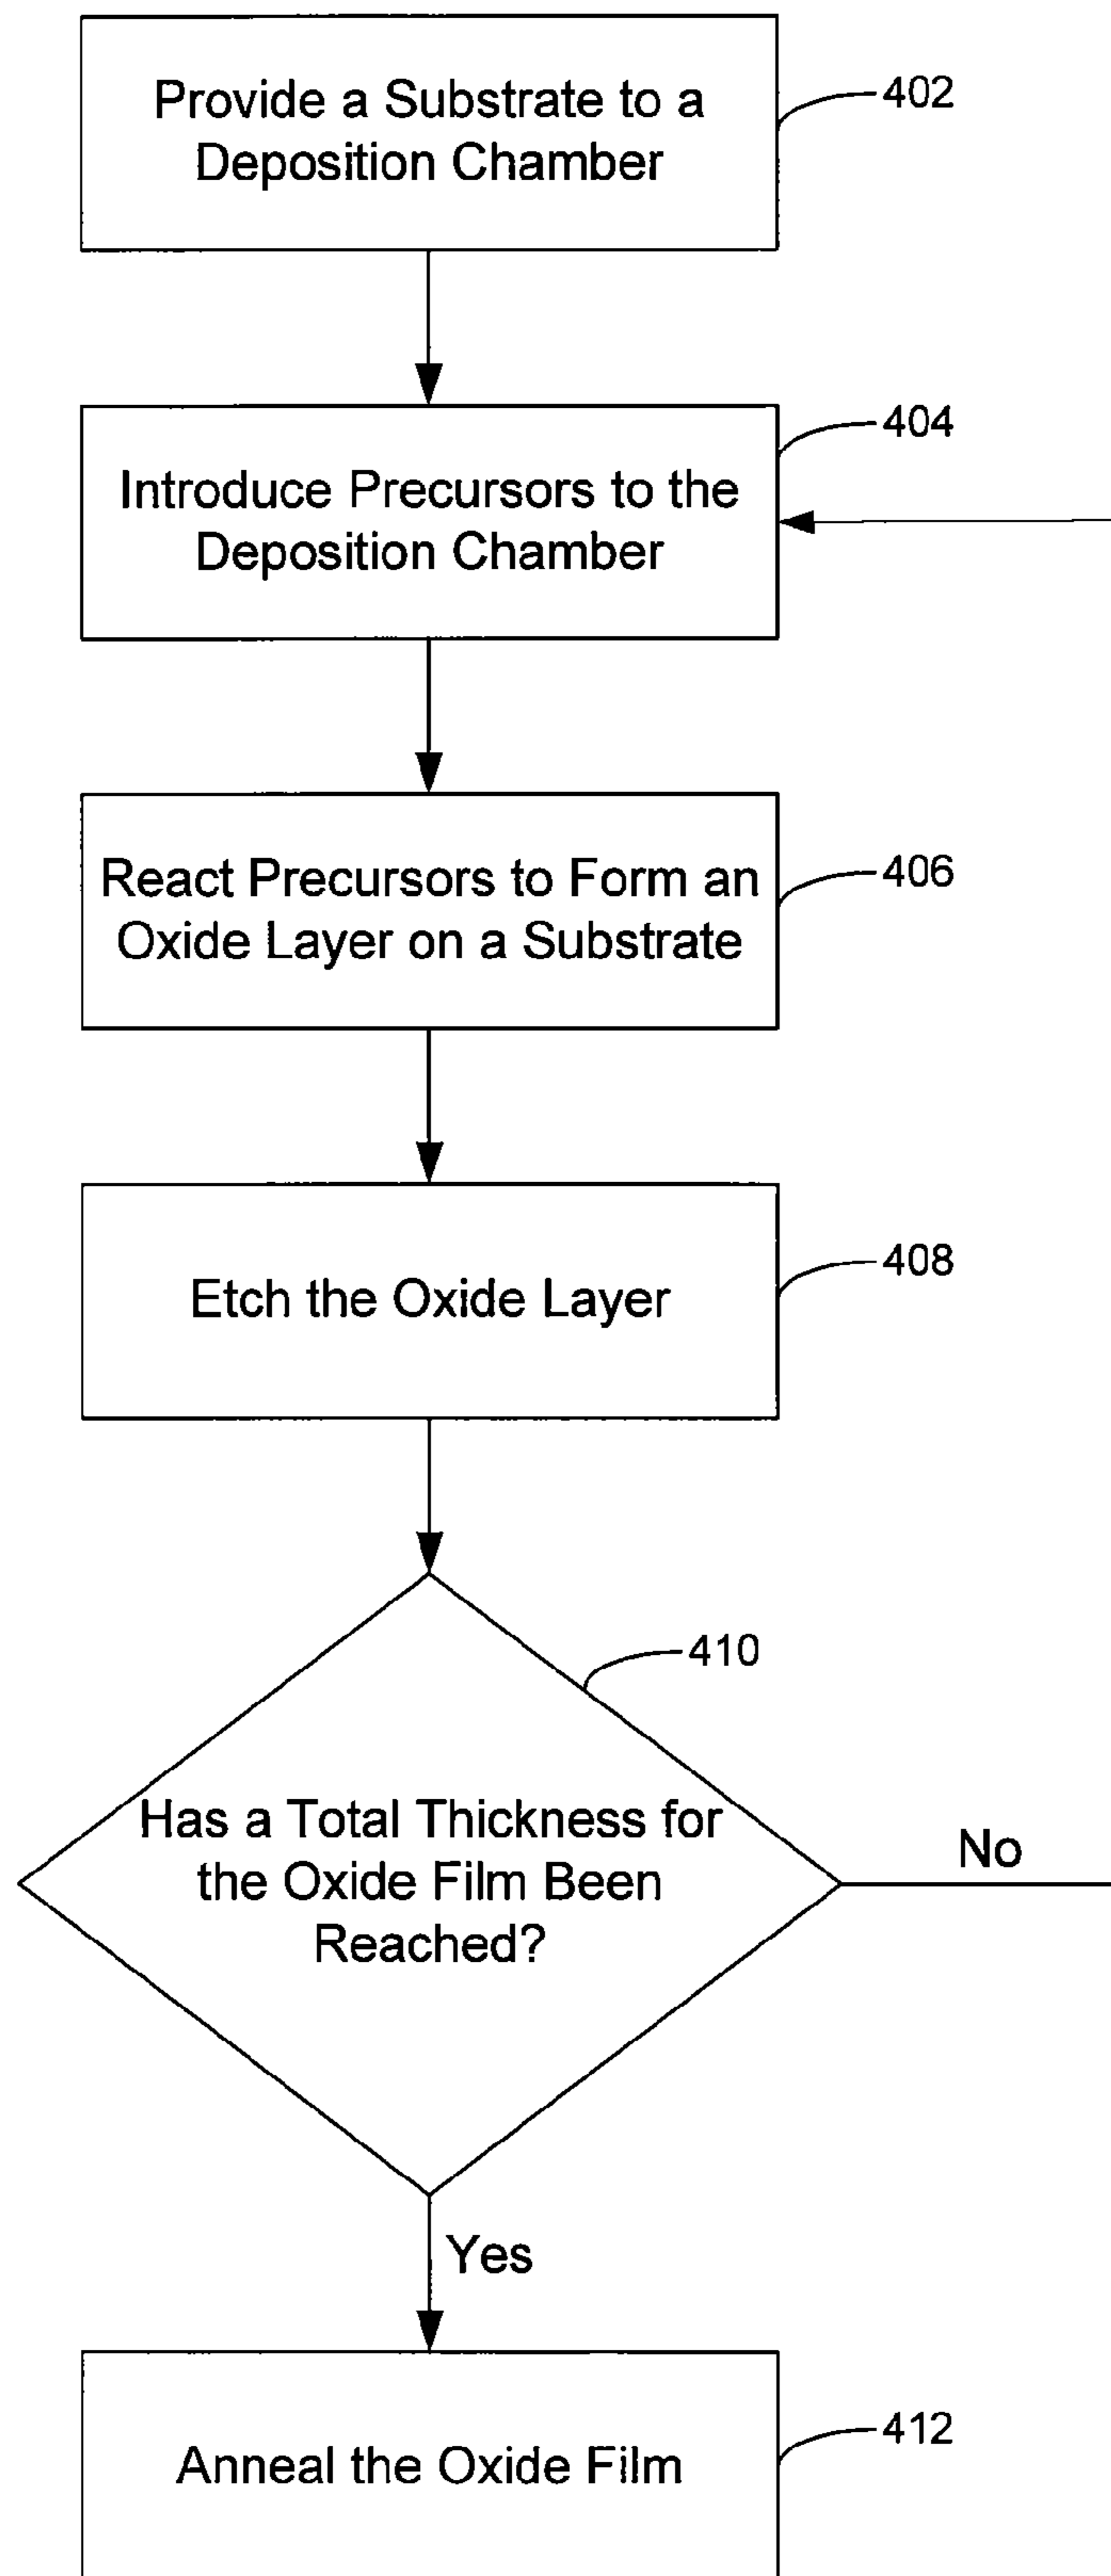 Provide a Substrate to a
Deposition Chamber
402
Introduce Precursors to the
Deposition Chamber
404
React Precursors to Form an
Oxide Layer on a Substrate
406
Etch the Oxide Layer
408
410
Has a Total Thickness for
the Oxide Film Been
Reached?
No
Yes
Anneal the Oxide Film
412